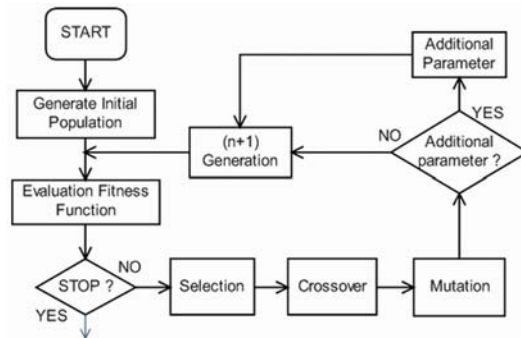 START
Generate Initial
Population
Evaluation Fitness
Function
STOP ?
NO
YES
Selection
Crossover
Mutation
Additional
parameter ?
YES
NO
Additional
Parameter
(n+1)
Generation